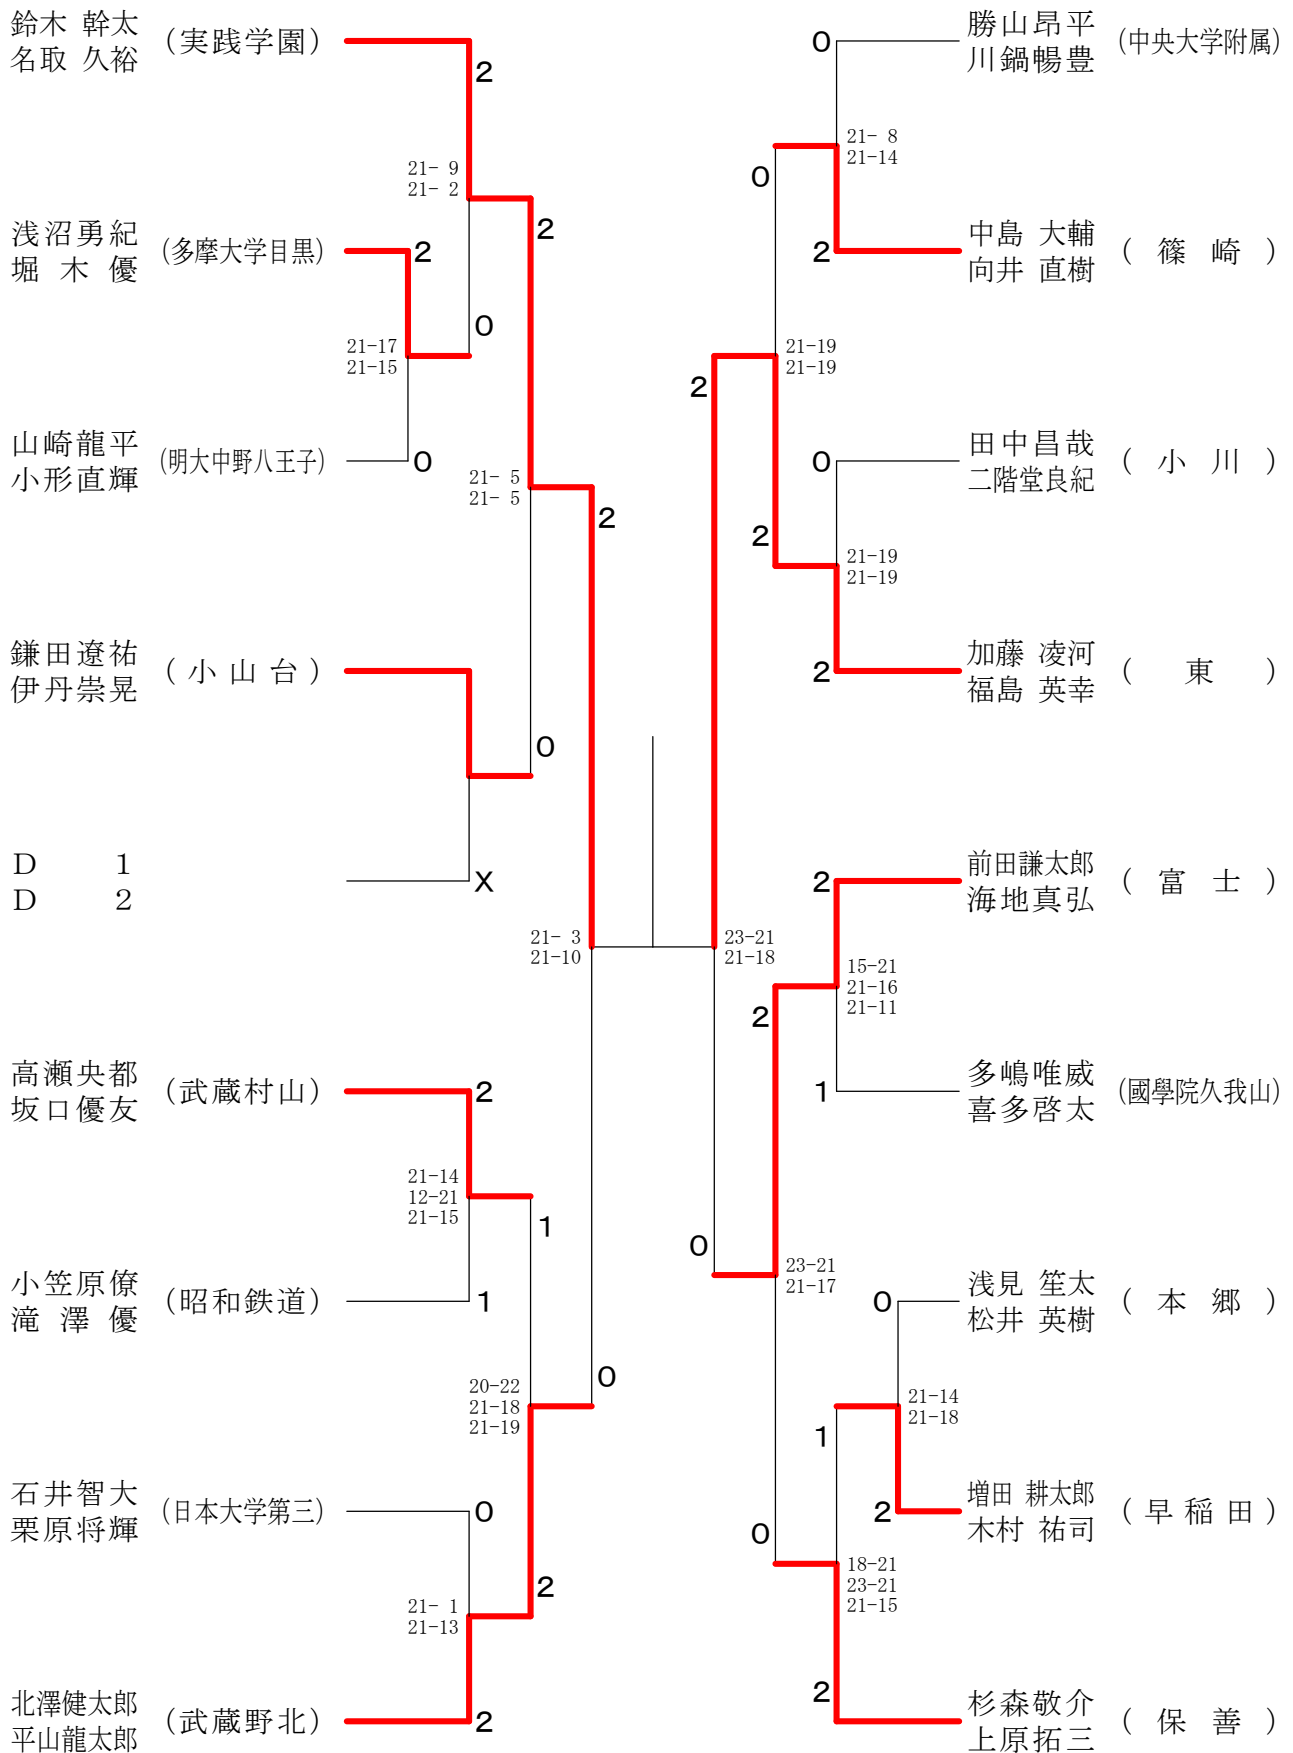 鈴木 幹太
名取 久裕
(実践学園)
2
21- 9
21- 2
浅沼勇紀
堀木優
(多摩大学目黒)
2
2
0
21-17
21-15
山崎龍平
小形直輝
(明大中野八王子)
0
21- 5
21- 5
2
鎌田遼祐
伊丹崇晃
(小山台)
0
D 1
D 2
X
21- 3
21-10
高瀬央都
坂口優友
(武蔵村山)
2
21-14
12-21
21-15
1
小笠原僚
滝澤優
(昭和鉄道)
1
20-22
21-18
21-19
0
石井智大
栗原将輝
(日本大学第三)
0
21- 1
21-13
2
北澤健太郎
平山龍太郎
(武蔵野北)
2
0
勝山昂平
川鍋暢豊
(中央大学附属)
21- 8
21-14
0
2
中島 大輔
向井 直樹
(篠崎)
21-19
21-19
2
0
田中昌哉
二階堂良紀
(小川)
2
21-19
21-19
2
加藤 凌河
福島 英幸
(東)
2
前田謙太郎
海地真弘
(富士)
23-21
21-18
15-21
21-16
21-11
2
1
多嶋唯威
喜多啓太
(國學院久我山)
0
23-21
21-17
0
浅見 笙太
松井 英樹
(本郷)
21-14
21-18
1
2
増田 耕太郎
木村 祐司
(早稲田)
0
18-21
23-21
21-15
2
杉森敬介
上原拓三
(保善)